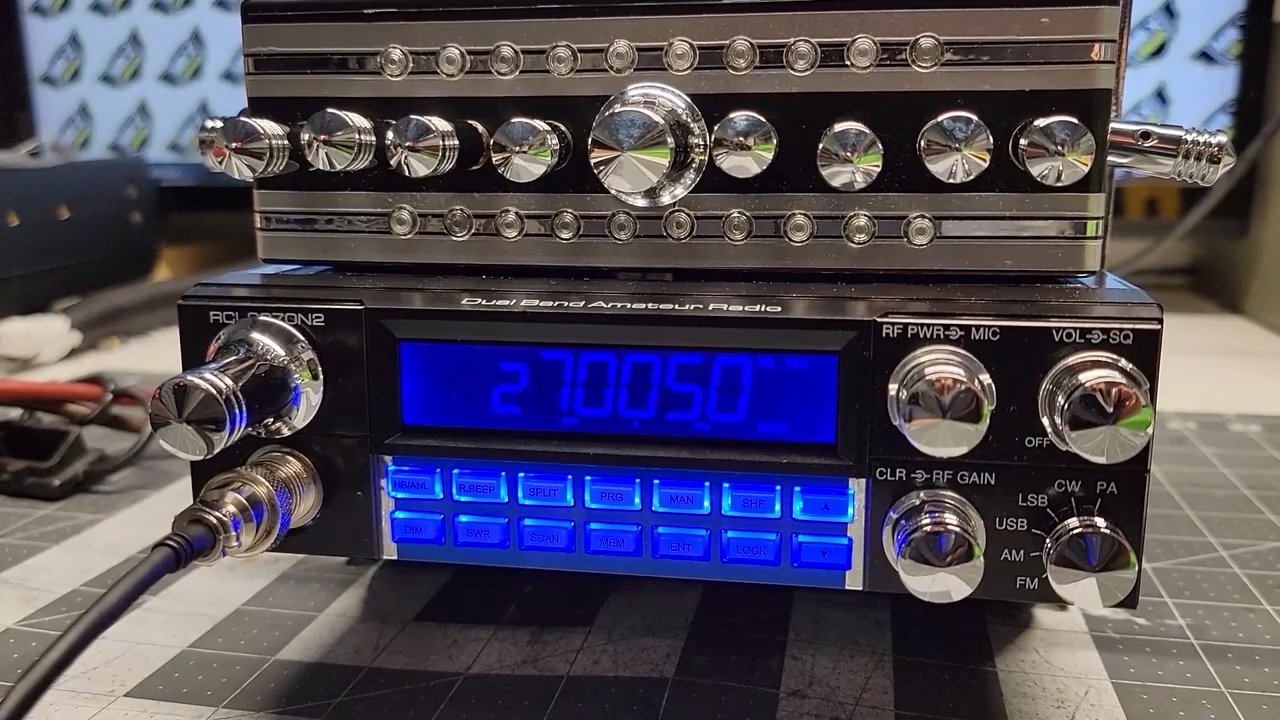 Dual Band Amateur Radio
RCI 2970N2
RF PWR MIC
VOL SQ
27.0050
OFF
CLR RF GAIN
NB/ANL R.BEEP SPLIT PRG MAN SHF ▲
DIM SWR SCAN MEM ENT LOCK ▼
CW PA
LSB
USB
AM
FM